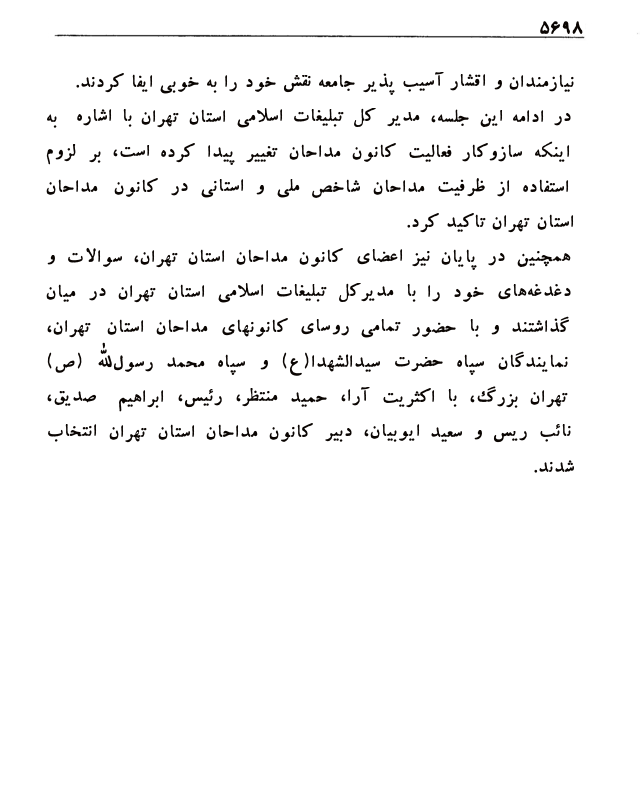 ۵۶۹۸
نیازمندان و اقشار آسیب پذیر جامعه نقش خود را به خوبی ایفا کردند.
در ادامه این جلسه، مدیر کل تبلیغات اسلامی استان تهران با اشاره به
اینکه سازوکار فعالیت کانون مداحان تغییر پیدا کرده است، بر لزوم
استفاده از ظرفیت مداحان شاخص ملی و استانی در کانون مداحان
استان تهران تاکید کرد.
همچنین در پایان نیز اعضای کانون مداحان استان تهران، سوالات و
دغدغه‌های خود را با مدیرکل تبلیغات اسلامی استان تهران در میان
گذاشتند و با حضور تمامی روسای کانونهای مداحان استان تهران،
نمایندگان سپاه حضرت سیدالشهدا(ع) و سپاه محمد رسول‌لله (ص)
تهران بزرگ، با اکثریت آرا، حمید منتظر، رئیس، ابراهیم صدیق،
نائب ریس و سعید ایوبیان، دبیر کانون مداحان استان تهران انتخاب
شدند.